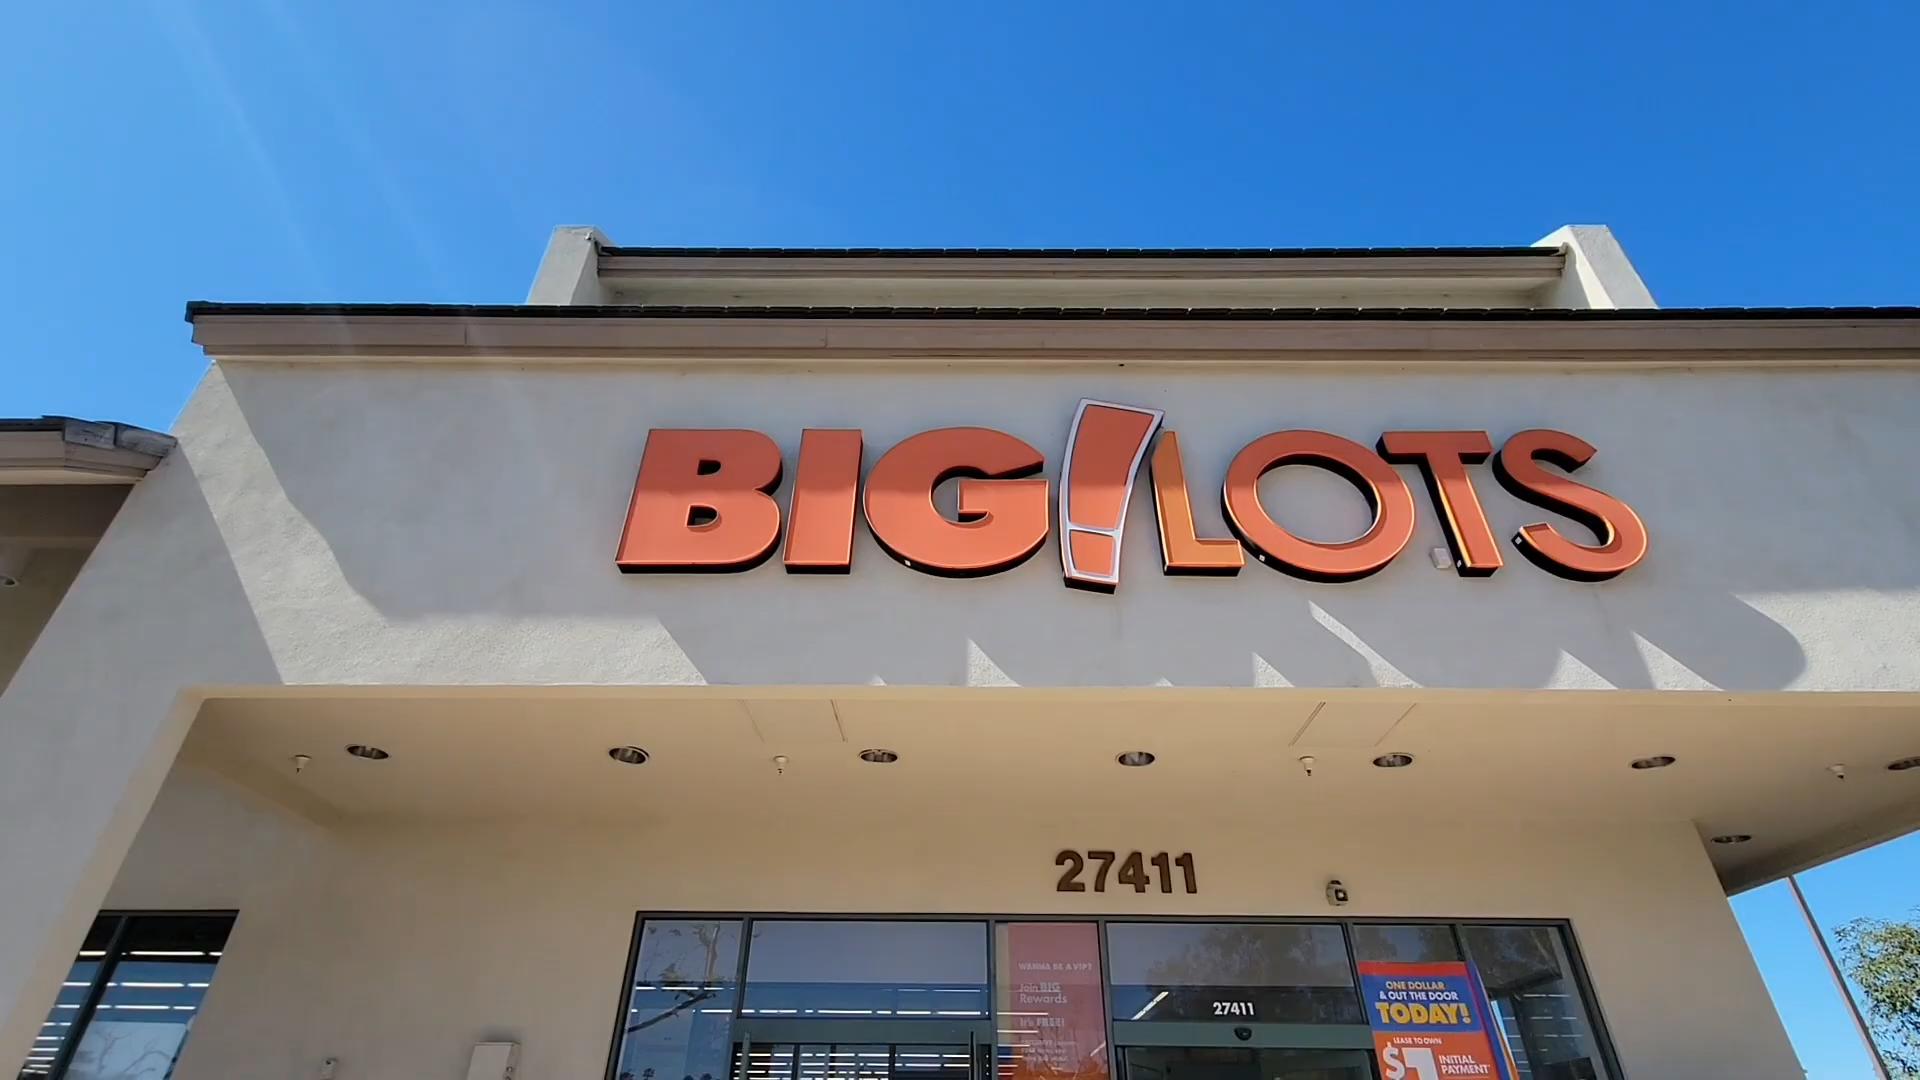 BIG!LOTS
27411
WANNA BE A VIP?
Join BIG
Rewards
It's FREE!
27411
ONE DOLLAR
& OUT THE DOOR
TODAY!
LEASE TO OWN
$1 INITIAL
PAYMENT*